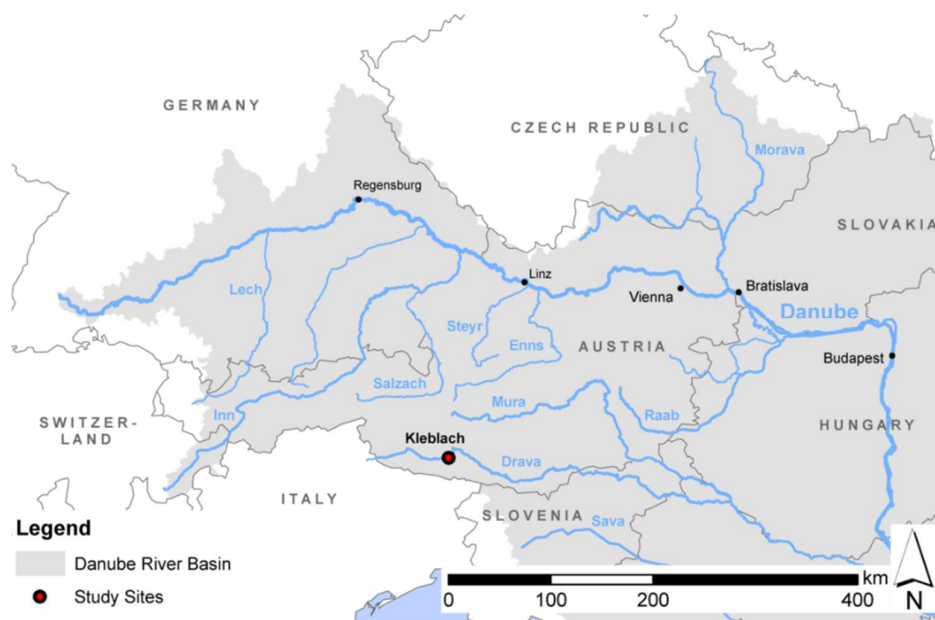 GERMANY
CZECH REPUBLIC
Morava
Regensburg
SLOVAKIA
Lech
Linz
Vienna
Bratislava
Danube
Steyr
Enns
AUSTRIA
Budapest
Salzach
Inn
Mura
Raab
SWITZER-
LAND
HUNGARY
Kleblach
Drava
ITALY
SLOVENIA
Sava
Legend
Danube River Basin
Study Sites
km
0
100
200
400
N